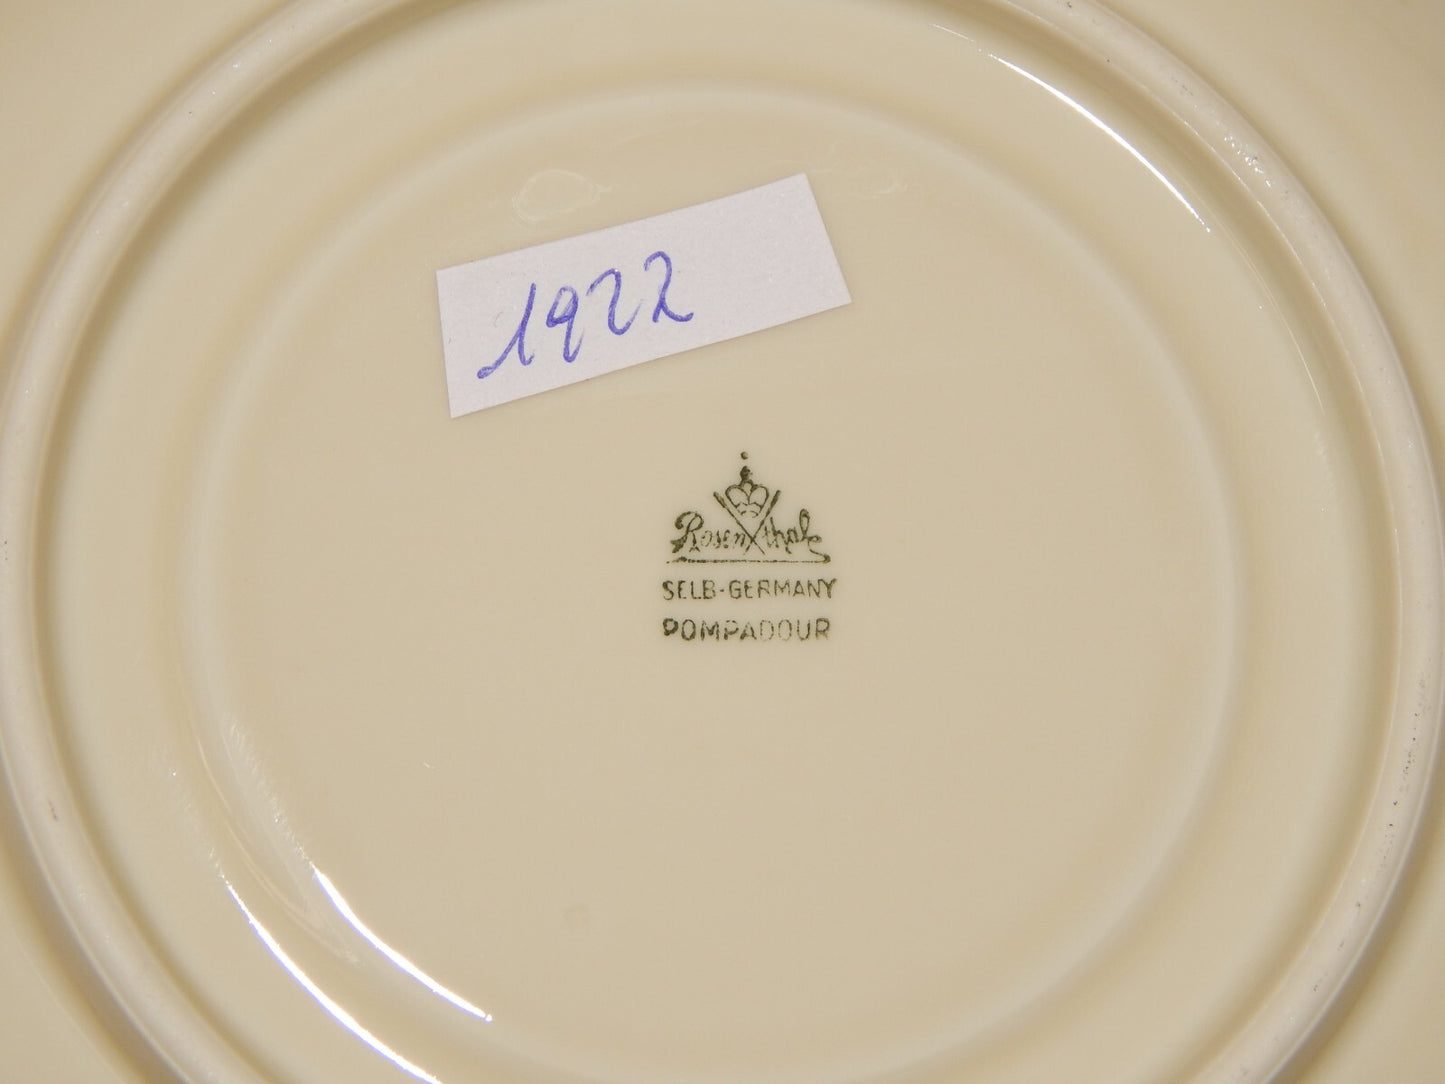 1922
Rosenthal
SELB-GERMANY
POMPADOUR